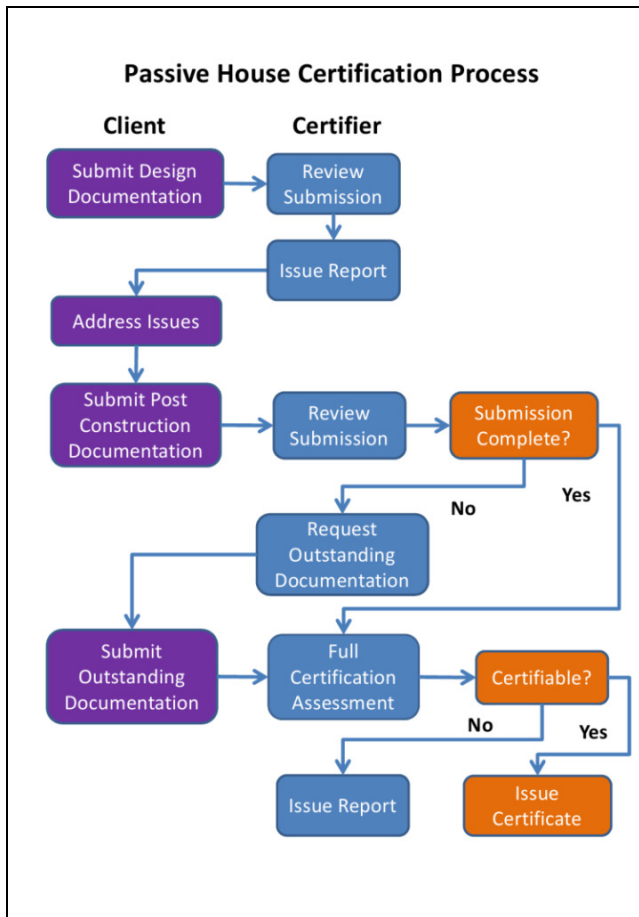 Passive House Certification Process
Client
Certifier
Submit Design
Documentation
Review
Submission
Issue Report
Address Issues
Submit Post
Construction
Documentation
Review
Submission
Submission
Complete?
No
Yes
Request
Outstanding
Documentation
Submit
Outstanding
Documentation
Full
Certification
Assessment
Certifiable?
No
Yes
Issue Report
Issue
Certificate